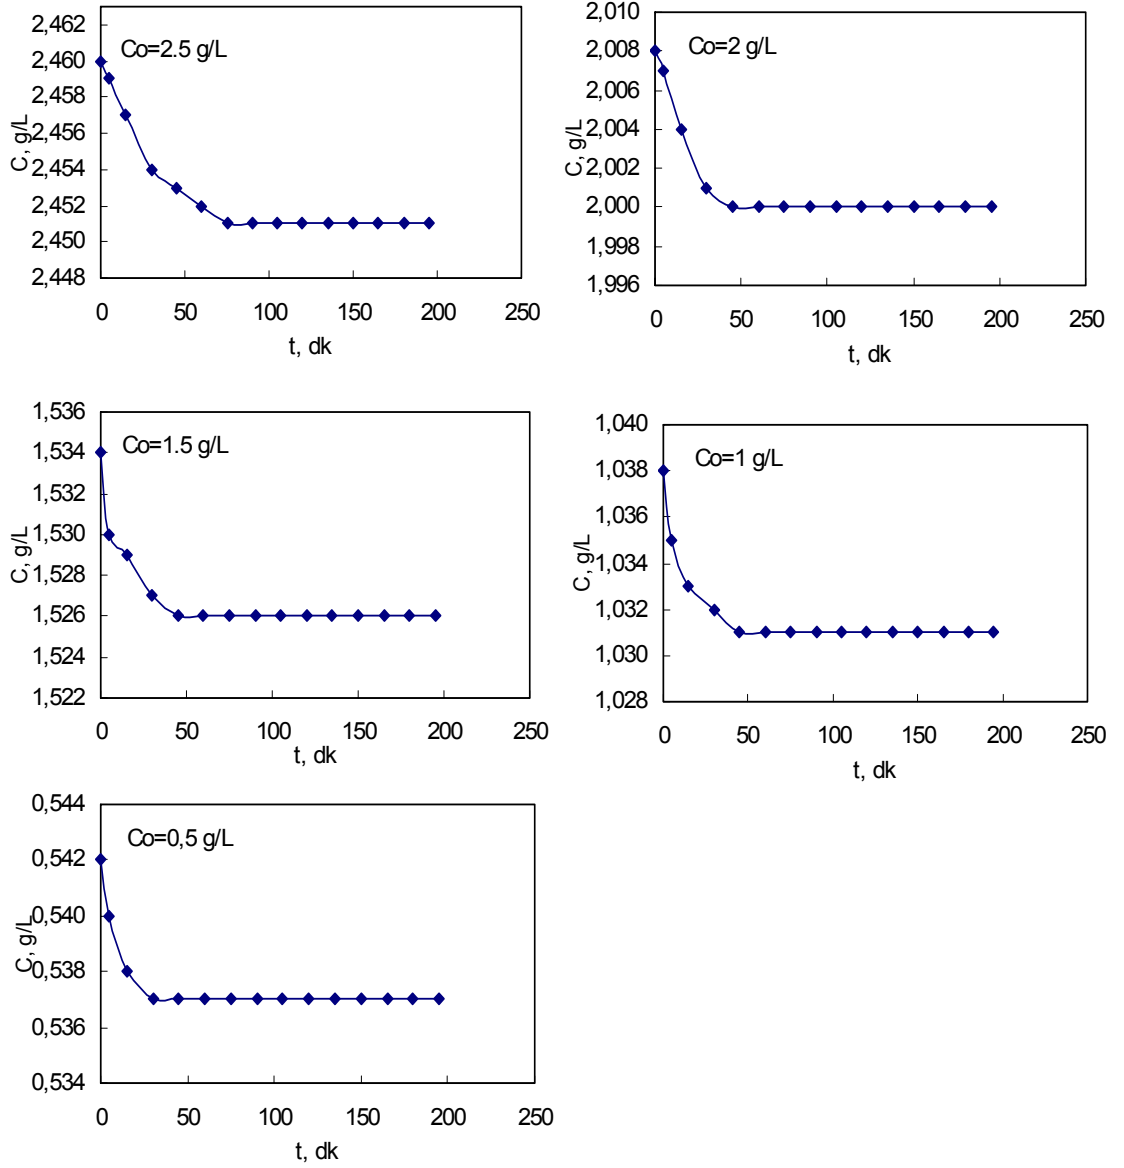 2,462
2,460
2,458
2,456
2,454
2,452
2,450
2,448
C, g/L
Co=2.5 g/L
0 50 100 150 200 250
t, dk
2,010
2,008
2,006
2,004
2,002
2,000
1,998
1,996
C, g/L
Co=2 g/L
0 50 100 150 200 250
t, dk
1,536
1,534
1,532
1,530
1,528
1,526
1,524
1,522
C, g/L
Co=1.5 g/L
0 50 100 150 200 250
t, dk
1,040
1,038
1,036
1,034
1,032
1,030
1,028
C, g/L
Co=1 g/L
0 50 100 150 200 250
t, dk
0,544
0,542
0,540
0,538
0,536
0,534
C, g/L
Co=0,5 g/L
0 50 100 150 200 250
t, dk